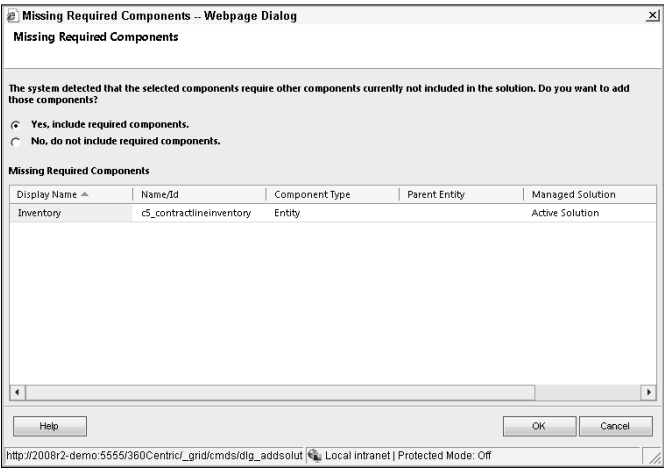 Missing Required Components -- Webpage Dialog
Missing Required Components
The system detected that the selected components require other components currently not included in the solution. Do you want to add
those components?
Yes, include required components.
No, do not include required components.
Missing Required Components
Display Name Name/Id Component Type Parent Entity Managed Solution
Inventory c5_contractlineinventory Entity Active Solution
Help OK Cancel
http://2008r2-demo:5555/360Centric/_grid/cmds/dlg_addsolut Local intranet | Protected Mode: Off